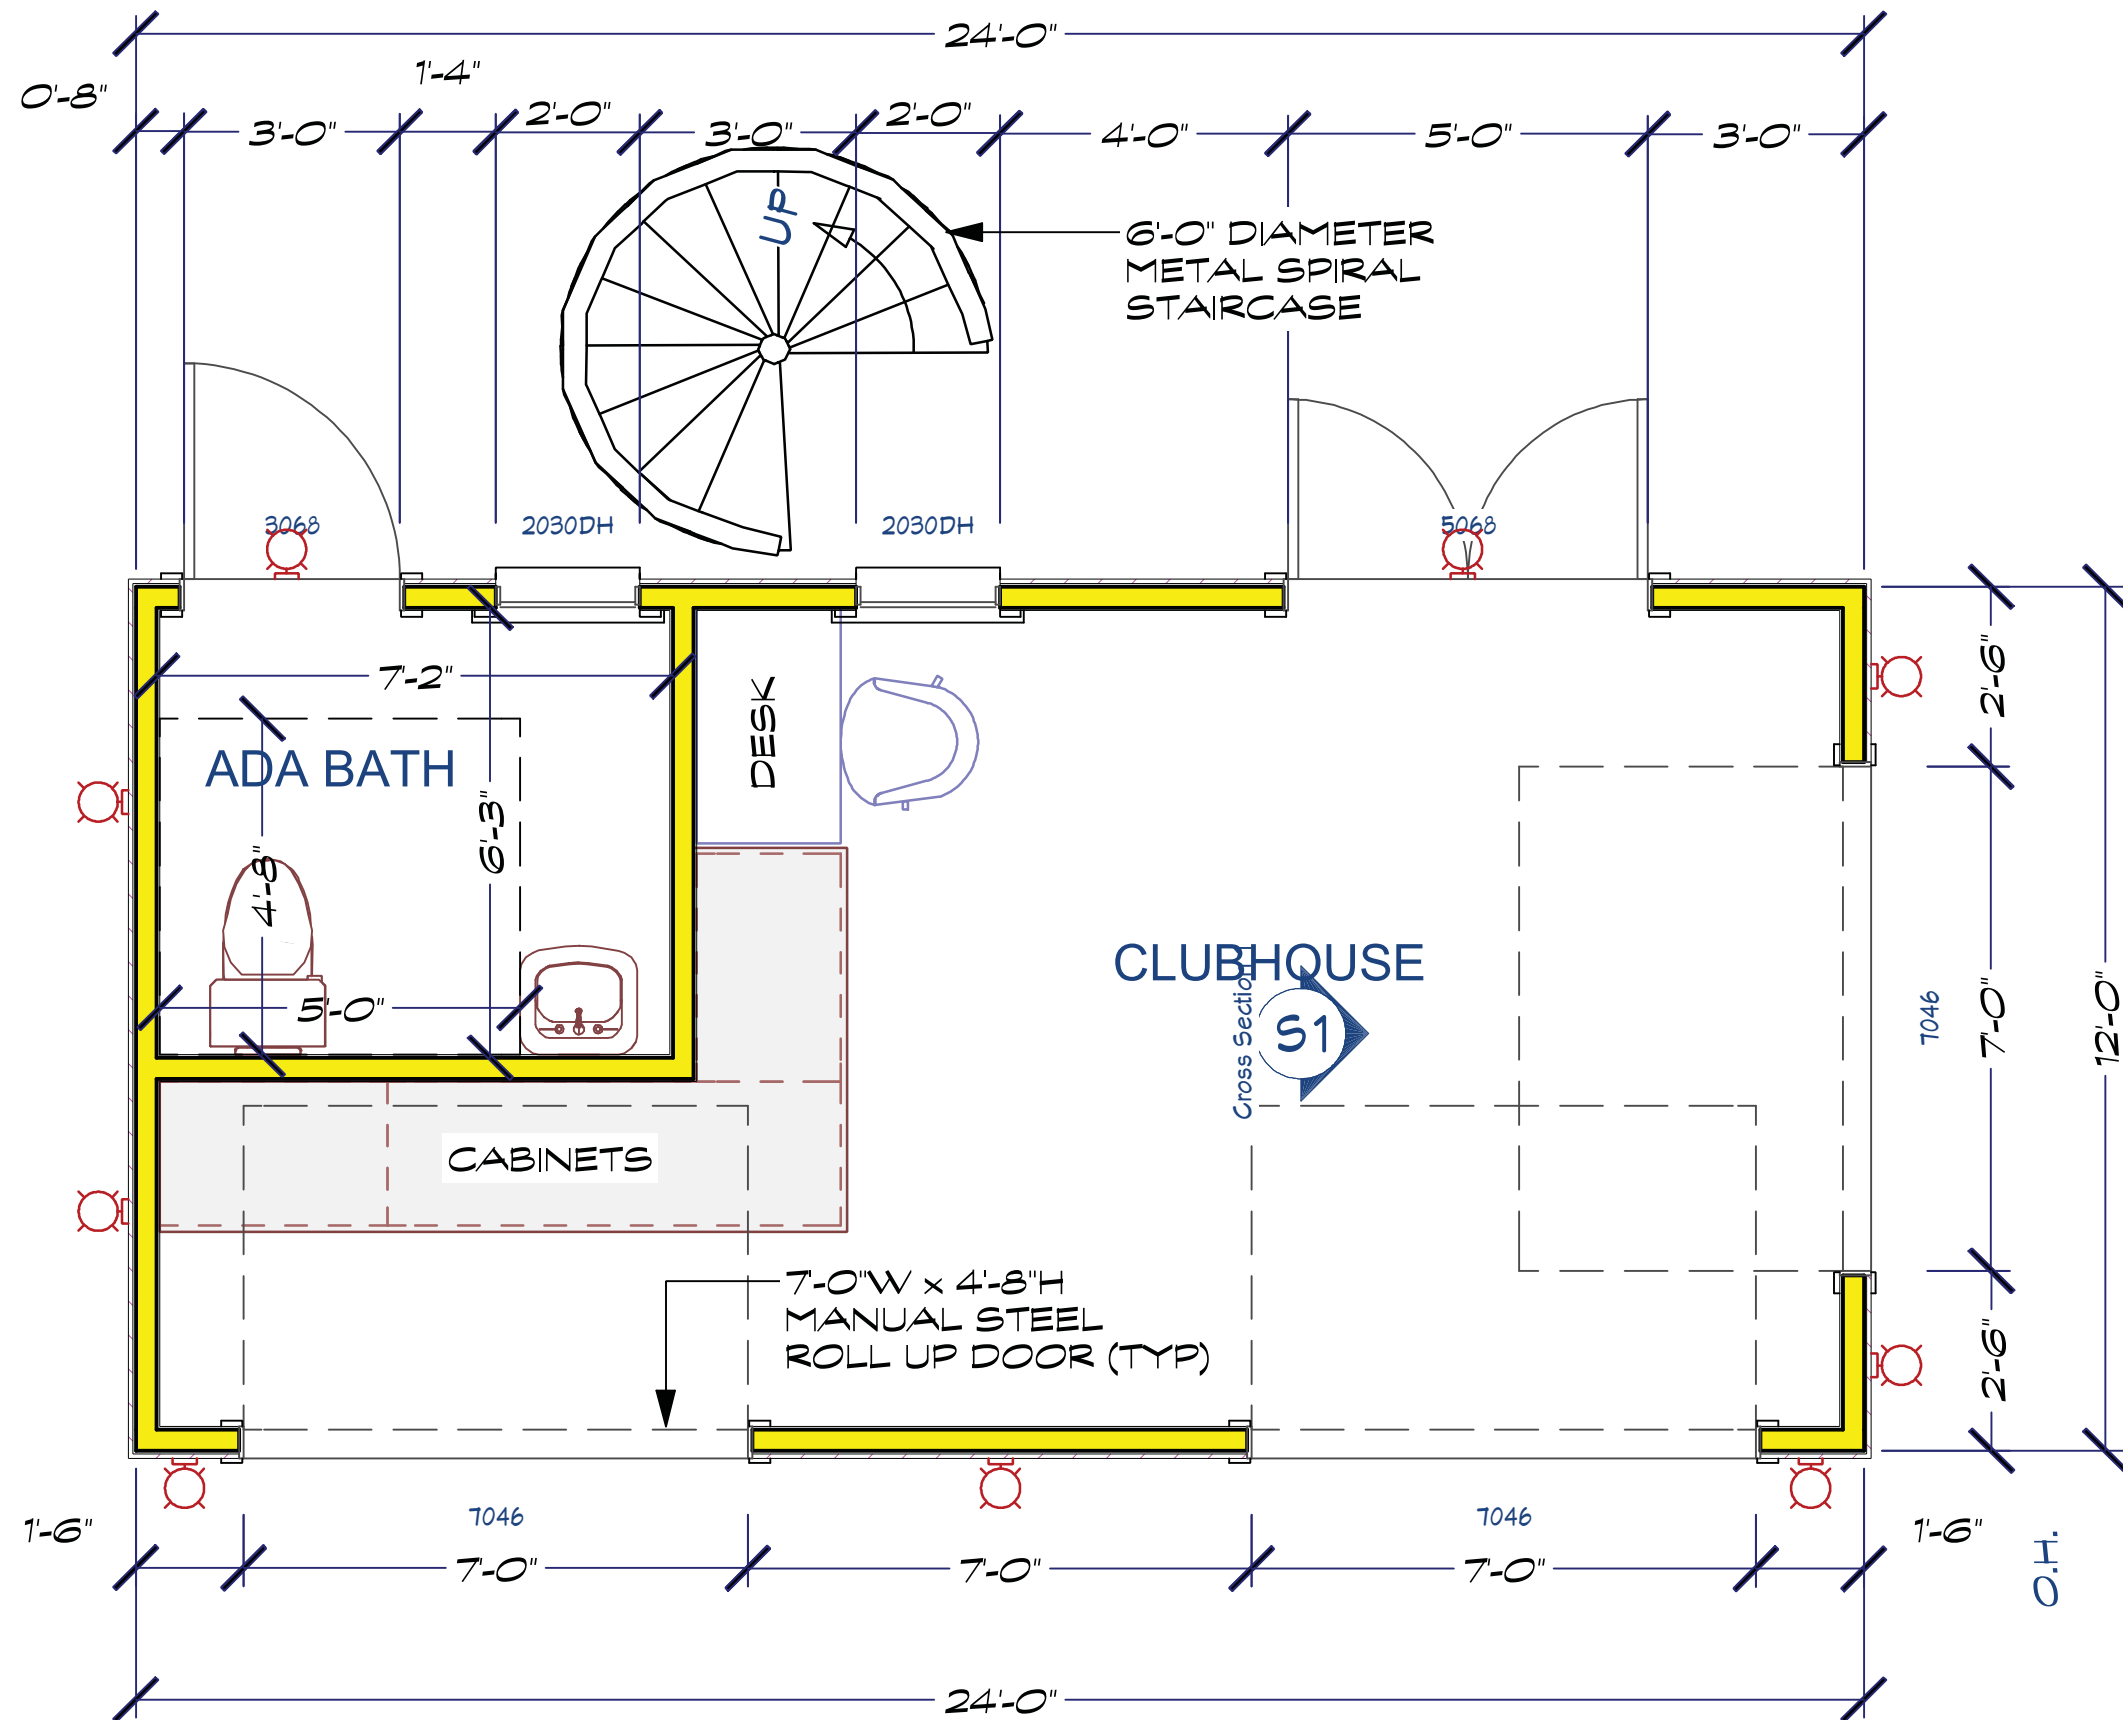 24'-0"
0'-8"
3'-0"
1'-4"
2'-0"
3'-0"
2'-0"
4'-0"
5'-0"
3'-0"
UP
6'-0" DIAMETER
METAL SPIRAL
STAIRCASE
3068
2030DH
2030DH
5068
7'-2"
DESK
2'-6"
ADA BATH
6'-3"
4'-8"
CLUBHOUSE
5'-0"
Cross Section
S1
7046
7'-0"
12'-0"
CABINETS
7'-0"W x 4'-8"H
MANUAL STEEL
ROLL UP DOOR (TYP)
2'-6"
1'-6"
7046
7046
1'-6"
7'-0"
7'-0"
7'-0"
O.H.
24'-0"